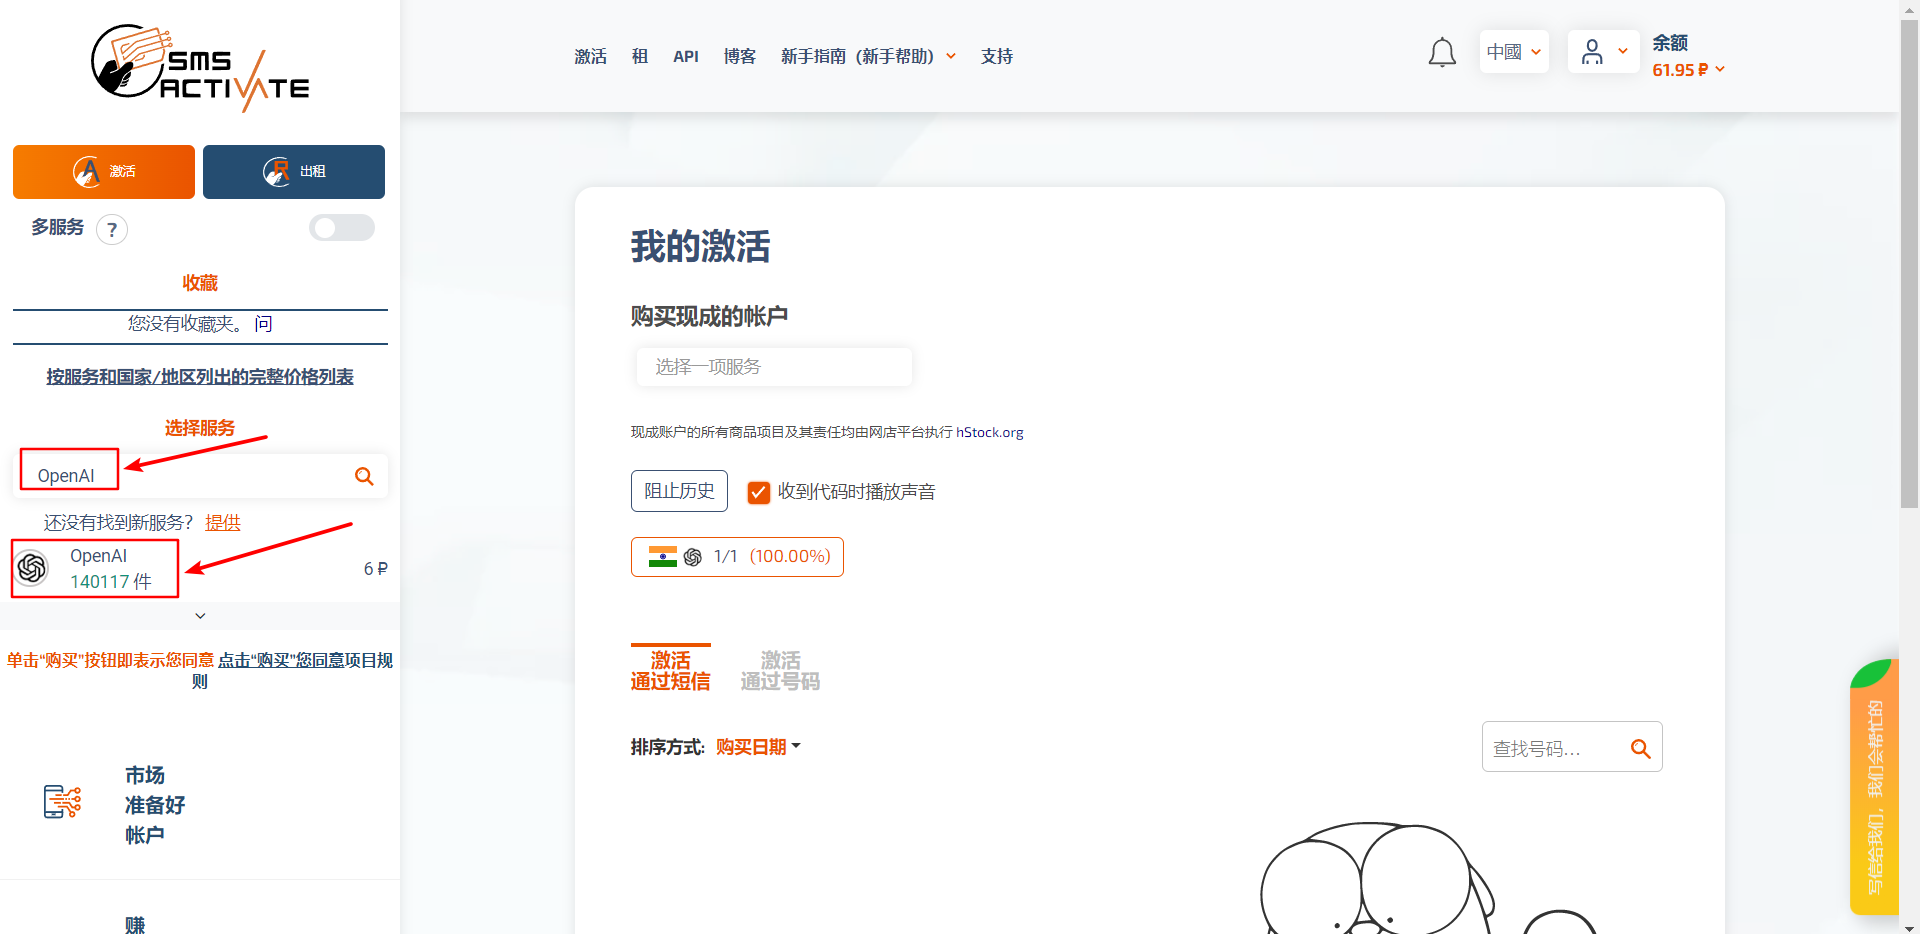 SMS
ACTIVATE
激活
出租
多服务 ?
收藏
您没有收藏夹。 问
按服务和国家/地区列出的完整价格列表
选择服务
OpenAI
还没有找到新服务? 提供
OpenAI
140117 件
6 ₽
单击“购买”按钮即表示您同意 点击“购买”您同意项目规
则
市场
准备好
帐户
赚
激活 租 API 博客 新手指南（新手帮助） 支持
中國
余额
61.95 ₽
我的激活
购买现成的帐户
选择一项服务
现成账户的所有商品项目及其责任均由网店平台执行 hStock.org
阻止历史
收到代码时播放声音
1/1 (100.00%)
激活
通过短信
激活
通过号码
排序方式: 购买日期
查找号码...
写信给我们，我们会帮忙的